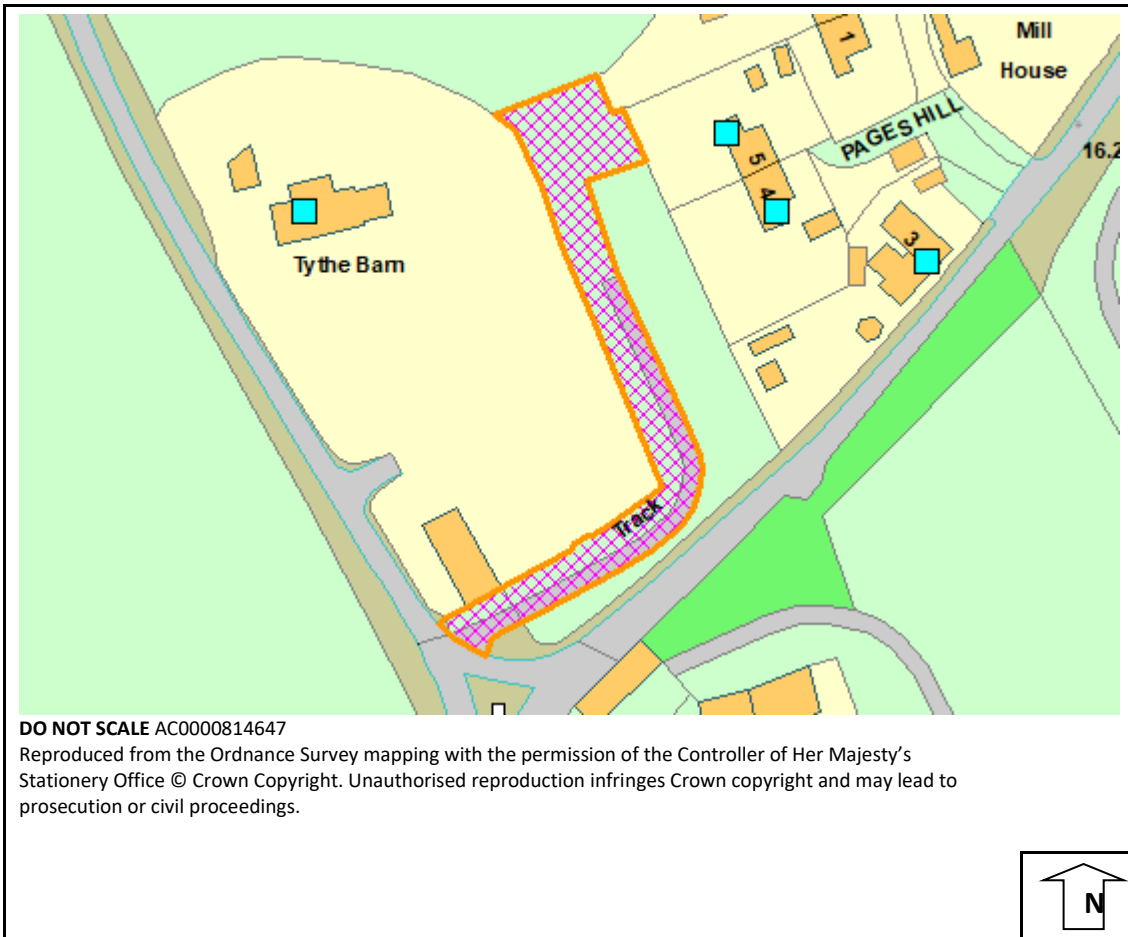 Mill
House
1
PAGES HILL
16.2
5
4
3
Tythe Barn
Track
DO NOT SCALE AC0000814647
Reproduced from the Ordnance Survey mapping with the permission of the Controller of Her Majesty's
Stationery Office © Crown Copyright. Unauthorised reproduction infringes Crown copyright and may lead to
prosecution or civil proceedings.
N